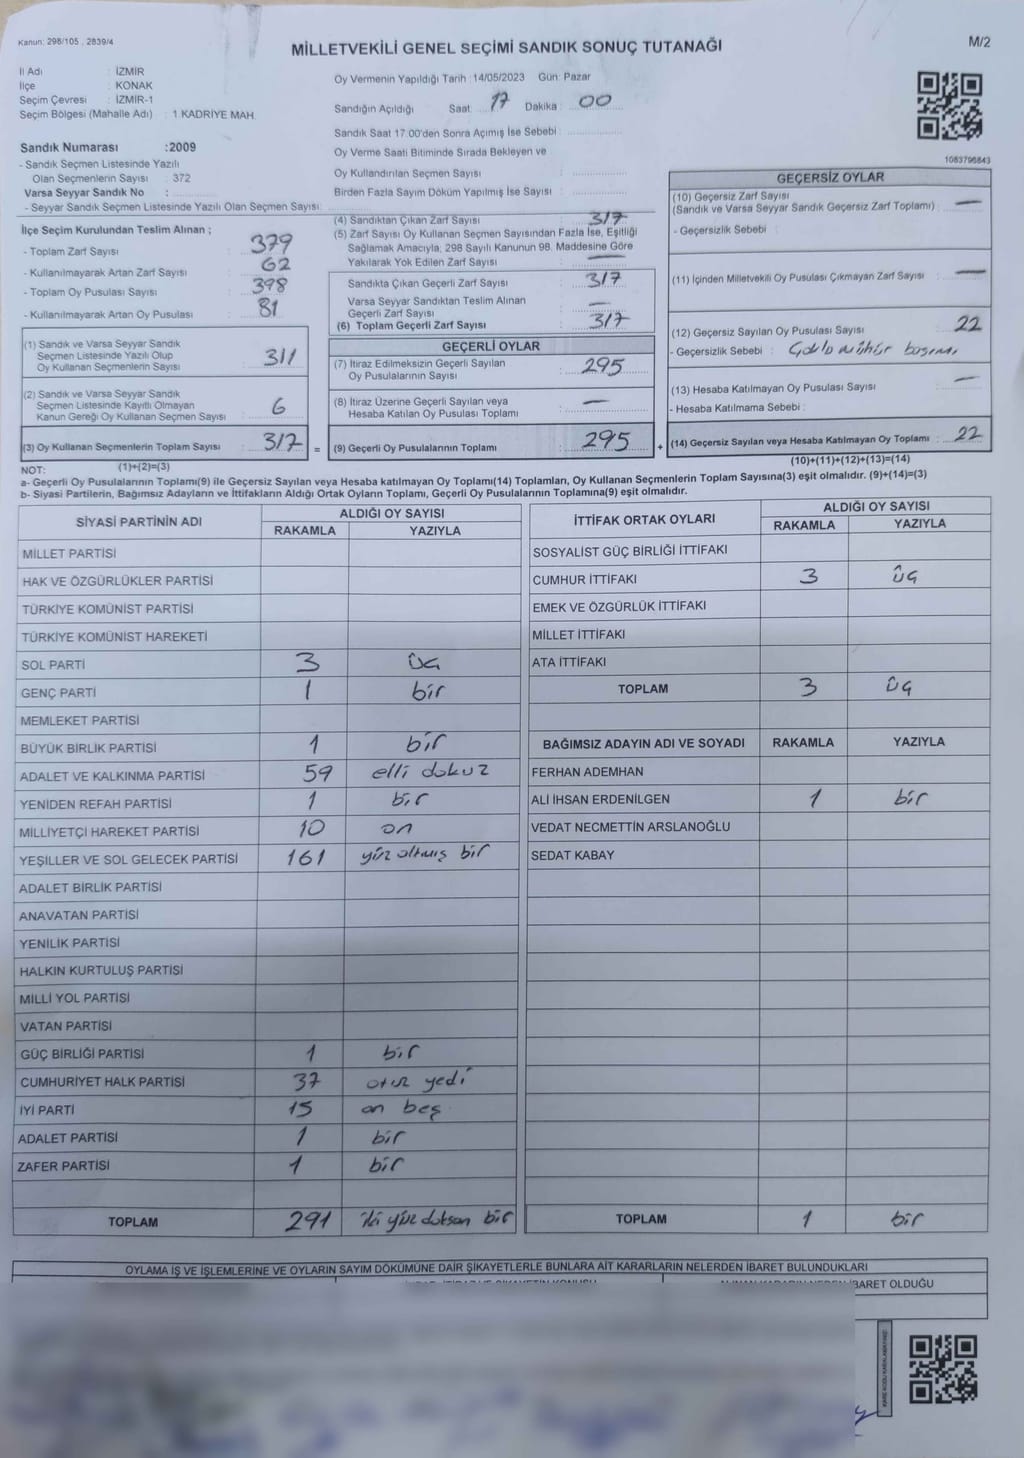 Kanun: 298/105 , 2839/4
MİLLETVEKİLİ GENEL SEÇİMİ SANDIK SONUÇ TUTANAĞI
M/2
İl Adı : İZMİR
İlçe : KONAK
Seçim Çevresi : İZMİR-1
Seçim Bölgesi (Mahalle Adı) : 1.KADRİYE MAH.
Sandık Numarası :2009
- Sandık Seçmen Listesinde Yazılı
Olan Seçmenlerin Sayısı : 372
Varsa Seyyar Sandık No :
- Seyyar Sandık Seçmen Listesinde Yazılı Olan Seçmen Sayısı:
Oy Vermenin Yapıldığı Tarih : 14/05/2023 Gün: Pazar
Sandığın Açıldığı Saat: 17 Dakika: 00
Sandık Saat 17:00'den Sonra Açımış İse Sebebi :
Oy Verme Saati Bitiminde Sırada Bekleyen ve
Oy Kullandırılan Seçmen Sayısı :
Birden Fazla Sayım Döküm Yapılmış İse Sayısı :
1083796843
İlçe Seçim Kurulundan Teslim Alınan ;
- Toplam Zarf Sayısı : 379
- Kullanılmayarak Artan Zarf Sayısı : 62
- Toplam Oy Pusulası Sayısı : 398
- Kullanılmayarak Artan Oy Pusulası : 81
(1) Sandık ve Varsa Seyyar Sandık
Seçmen Listesinde Yazılı Olup
Oy Kullanan Seçmenlerin Sayısı : 311
(2) Sandık ve Varsa Seyyar Sandık
Seçmen Listesinde Kayıtlı Olmayan
Kanun Gereği Oy Kullanan Seçmen Sayısı : 6
(3) Oy Kullanan Seçmenlerin Toplam Sayısı : 317 =
(4) Sandıktan Çıkan Zarf Sayısı : 317
(5) Zarf Sayısı Oy Kullanan Seçmen Sayısından Fazla İse, Eşitliği
Sağlamak Amacıyla, 298 Sayılı Kanunun 98. Maddesine Göre
Yakılarak Yok Edilen Zarf Sayısı : —
Sandıkta Çıkan Geçerli Zarf Sayısı : 317
Varsa Seyyar Sandıktan Teslim Alınan
Geçerli Zarf Sayısı : —
(6) Toplam Geçerli Zarf Sayısı : 317
GEÇERLİ OYLAR
(7) İtiraz Edilmeksizin Geçerli Sayılan
Oy Pusulalarının Sayısı : 295
(8) İtiraz Üzerine Geçerli Sayılan veya
Hesaba Katılan Oy Pusulası Toplamı : —
(9) Geçerli Oy Pusulalarının Toplamı : 295 +
GEÇERSİZ OYLAR
(10) Geçersiz Zarf Sayısı
(Sandık ve Varsa Seyyar Sandık Geçersiz Zarf Toplamı) : —
- Geçersizlik Sebebi :
(11) İçinden Milletvekili Oy Pusulası Çıkmayan Zarf Sayısı : —
(12) Geçersiz Sayılan Oy Pusulası Sayısı : 22
- Geçersizlik Sebebi : mühür basımı
(13) Hesaba Katılmayan Oy Pusulası Sayısı : —
- Hesaba Katılmama Sebebi :
(14) Geçersiz Sayılan veya Hesaba Katılmayan Oy Toplamı : 22
NOT: (1)+(2)=(3)
(10)+(11)+(12)+(13)=(14)
a- Geçerli Oy Pusulalarının Toplamı(9) ile Geçersiz Sayılan veya Hesaba katılmayan Oy Toplamı(14) Toplamları, Oy Kullanan Seçmenlerin Toplam Sayısına(3) eşit olmalıdır. (9)+(14)=(3)
b- Siyasi Partilerin, Bağımsız Adayların ve İttifakların Aldığı Ortak Oyların Toplamı, Geçerli Oy Pusulalarının Toplamına(9) eşit olmalıdır.
SİYASİ PARTİNİN ADI ALDIĞI OY SAYISI
RAKAMLA YAZIYLA
MİLLET PARTİSİ
HAK VE ÖZGÜRLÜKLER PARTİSİ
TÜRKİYE KOMÜNİST PARTİSİ
TÜRKİYE KOMÜNİST HAREKETİ
SOL PARTİ 3 üç
GENÇ PARTİ 1 bir
MEMLEKET PARTİSİ
BÜYÜK BİRLİK PARTİSİ 1 bir
ADALET VE KALKINMA PARTİSİ 59 elli dokuz
YENİDEN REFAH PARTİSİ 1 bir
MİLLİYETÇİ HAREKET PARTİSİ 10 on
YEŞİLLER VE SOL GELECEK PARTİSİ 161 yüz altmış bir
ADALET BİRLİK PARTİSİ
ANAVATAN PARTİSİ
YENİLİK PARTİSİ
HALKIN KURTULUŞ PARTİSİ
MİLLİ YOL PARTİSİ
VATAN PARTİSİ
GÜÇ BİRLİĞİ PARTİSİ 1 bir
CUMHURİYET HALK PARTİSİ 37 otuz yedi
İYİ PARTİ 15 on beş
ADALET PARTİSİ 1 bir
ZAFER PARTİSİ 1 bir
TOPLAM 291 iki yüz doksan bir
İTTİFAK ORTAK OYLARI ALDIĞI OY SAYISI
RAKAMLA YAZIYLA
SOSYALİST GÜÇ BİRLİĞİ İTTİFAKI
CUMHUR İTTİFAKI 3 üç
EMEK VE ÖZGÜRLÜK İTTİFAKI
MİLLET İTTİFAKI
ATA İTTİFAKI
TOPLAM 3 üç
BAĞIMSIZ ADAYIN ADI VE SOYADI RAKAMLA YAZIYLA
FERHAN ADEMHAN
ALİ İHSAN ERDENİLGEN 1 bir
VEDAT NECMETTİN ARSLANOĞLU
SEDAT KABAY
TOPLAM 1 bir
OYLAMA İŞ VE İŞLEMLERİNE VE OYLARIN SAYIM DÖKÜMÜNE DAİR ŞİKAYETLERLE BUNLARA AİT KARARLARIN NELERDEN İBARET BULUNDUKLARI
İBARET OLDUĞU